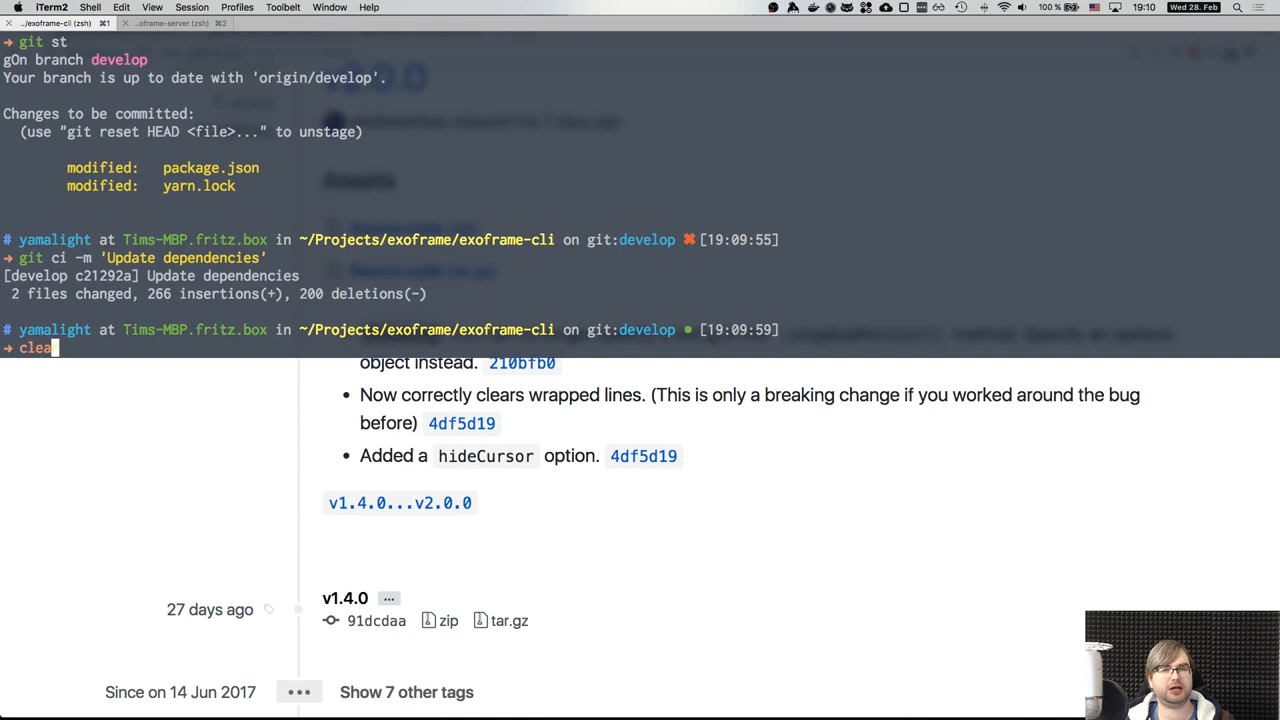 iTerm2 Shell Edit View Session Profiles Toolbelt Window Help 100 % 19:10 Wed 28. Feb
../exoframe-cli (zsh) ⌘1 ..oframe-server (zsh) ⌘2
➜ git st
gOn branch develop
Your branch is up to date with 'origin/develop'.
Changes to be committed:
(use "git reset HEAD <file>..." to unstage)
modified: package.json
modified: yarn.lock
# yamalight at Tims-MBP.fritz.box in ~/Projects/exoframe/exoframe-cli on git:develop ✖ [19:09:55]
➜ git ci -m 'Update dependencies'
[develop c21292a] Update dependencies
2 files changed, 266 insertions(+), 200 deletions(-)
# yamalight at Tims-MBP.fritz.box in ~/Projects/exoframe/exoframe-cli on git:develop ● [19:09:59]
➜ clea
v2.0.0
Assets
method. Specify an options
object instead. 210bfb0
• Now correctly clears wrapped lines. (This is only a breaking change if you worked around the bug
before) 4df5d19
• Added a hideCursor option. 4df5d19
v1.4.0...v2.0.0
v1.4.0 ...
27 days ago
91dcdaa zip tar.gz
Since on 14 Jun 2017 ... Show 7 other tags